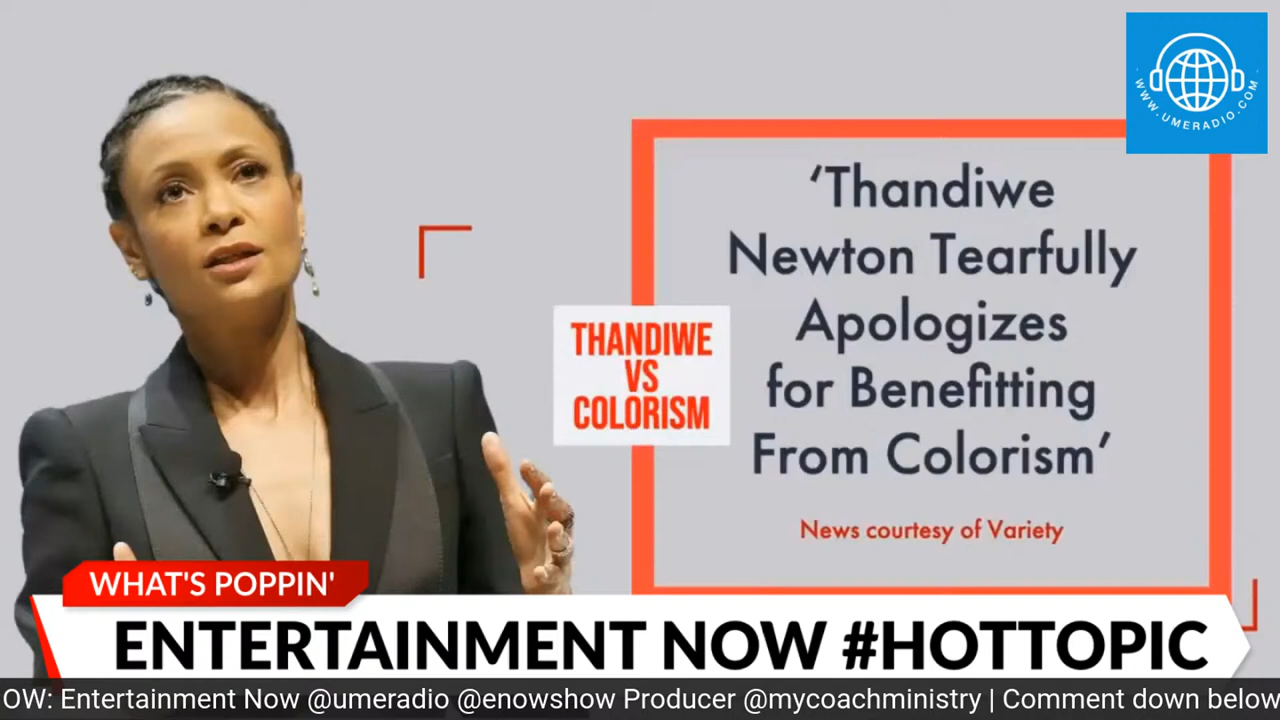 WWW.UMERADIO.COM
‘Thandiwe
Newton Tearfully
Apologizes
for Benefitting
From Colorism’
THANDIWE
VS
COLORISM
News courtesy of Variety
WHAT'S POPPIN'
ENTERTAINMENT NOW #HOTTOPIC
OW: Entertainment Now @umeradio @enowshow Producer @mycoachministry | Comment down below